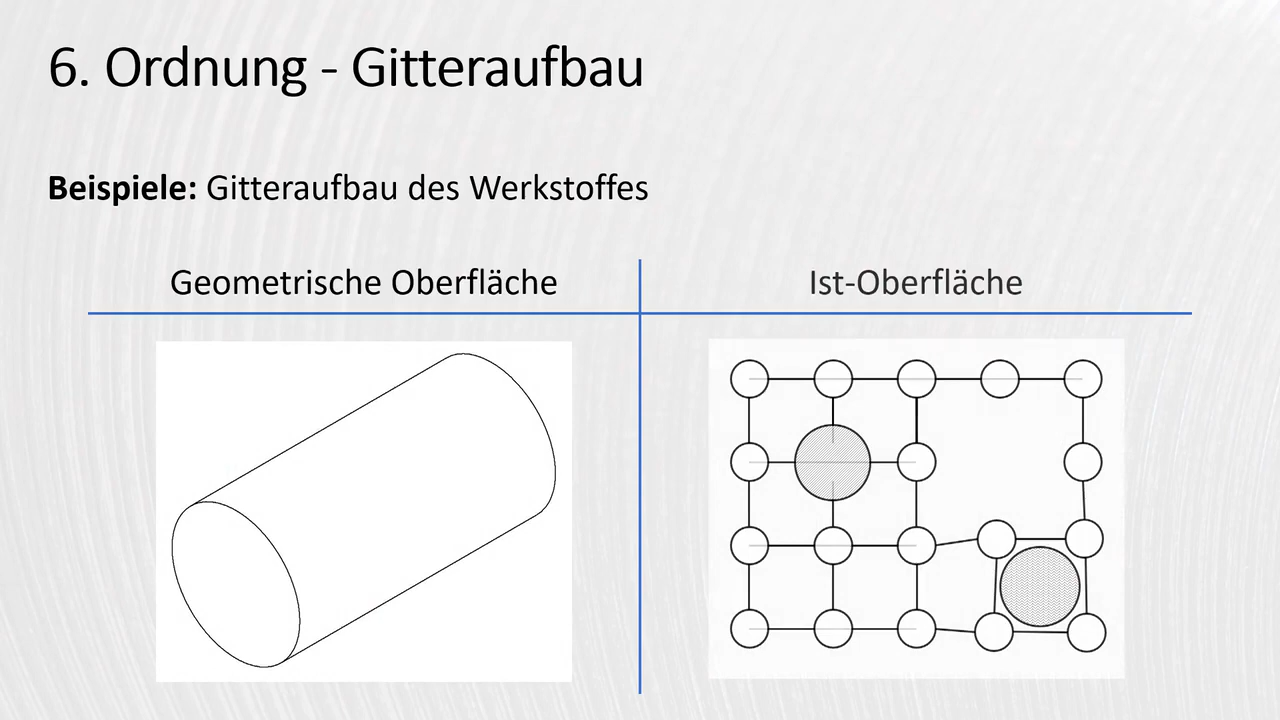 6. Ordnung - Gitteraufbau
Beispiele: Gitteraufbau des Werkstoffes
Geometrische Oberfläche
Ist-Oberfläche